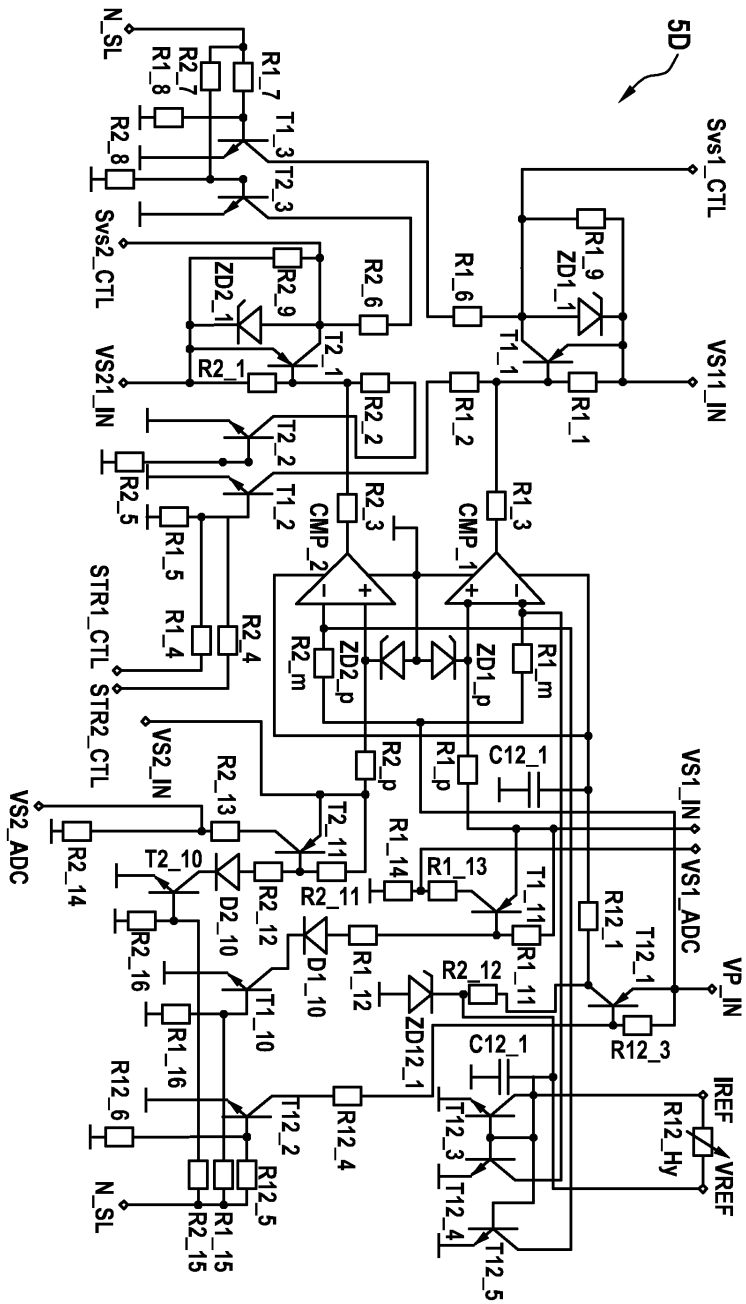 5D
N_SL
R1_7
R2_7
R1_8
R2_8
T1_3
T2_3
Svs1_CTL
Svs2_CTL
R1_9
ZD1_1
R1_6
T1_1
R1_1
VS11_IN
R2_9
ZD2_1
R2_6
T2_1
R2_1
VS21_IN
R2_2
R1_2
T2_2
T1_2
R2_5
R1_5
R1_4
R2_4
STR1_CTL
STR2_CTL
R2_3
R1_3
CMP_2
CMP_1
R2_m
ZD2_p
ZD1_p
R1_m
R2_p
R1_p
C12_1
VS1_IN
VS1_ADC
VS2_IN
VS2_ADC
R2_13
R2_14
T2_11
R2_11
R2_12
D2_10
T2_10
R2_16
R1_14
R1_13
T1_11
R1_11
R1_12
D1_10
T1_10
R1_16
R12_1
T12_1
VP_IN
R12_3
R2_12
ZD12_1
C12_1
R12_6
T12_2
R12_4
R12_5
R1_15
R2_15
N_SL
T12_3
T12_4
T12_5
IREF
R12_Hy
VREF